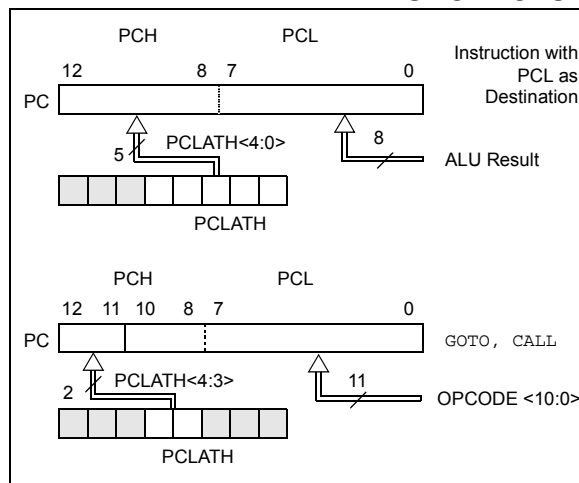 PCH PCL
12 8 7 0
Instruction with
PCL as
Destination
PC
5 PCLATH<4:0> 8
ALU Result
PCLATH
PCH PCL
12 11 10 8 7 0
PC GOTO, CALL
2 PCLATH<4:3> 11
OPCODE <10:0>
PCLATH